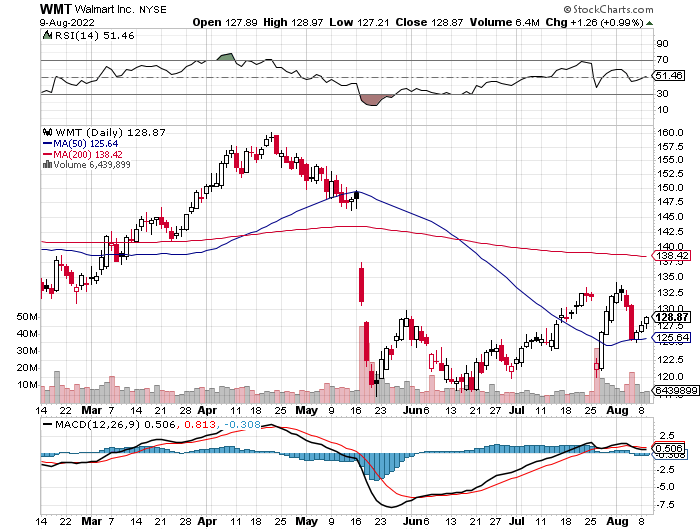 WMT Walmart Inc. NYSE © StockCharts.com
9-Aug-2022 Open 127.89 High 128.97 Low 127.21 Close 128.87 Volume 6.4M Chg +1.26 (+0.99%)
RSI(14) 51.46
90
70
51.46
30
10
WMT (Daily) 128.87
MA(50) 125.64
MA(200) 138.42
Volume 6,439,899
160.0
157.5
155.0
152.5
150.0
147.5
145.0
142.5
140.0
138.42
135.0
132.5
130.0
128.87
127.5
125.64
122.5
120.0
6439899
50M
40M
30M
20M
10M
14 22 Mar 7 14 21 28 Apr 11 18 25 May 9 16 23 Jun 6 13 21 27 Jul 11 18 25 Aug 8
MACD(12,26,9) 0.506, 0.813, -0.308
2.5
0.506
-0.308
-2.5
-5.0
-7.5
14 22 Mar 7 14 21 28 Apr 11 18 25 May 9 16 23 Jun 6 13 21 27 Jul 11 18 25 Aug 8